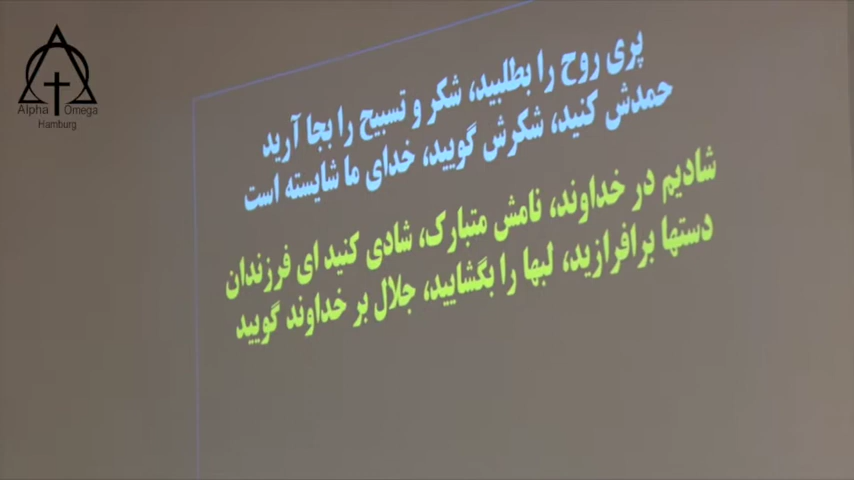 Alpha Omega
Hamburg
پری روح را بطلبید، شکر و تسبیح را بجا آرید
حمدش کنید، شکرش گویید، خدای ما شایسته است
شادیم در خداوند، نامش متبارک، شادی کنید ای فرزندان
دستها برافرازید، لبها را بگشایید، جلال بر خداوند گویید